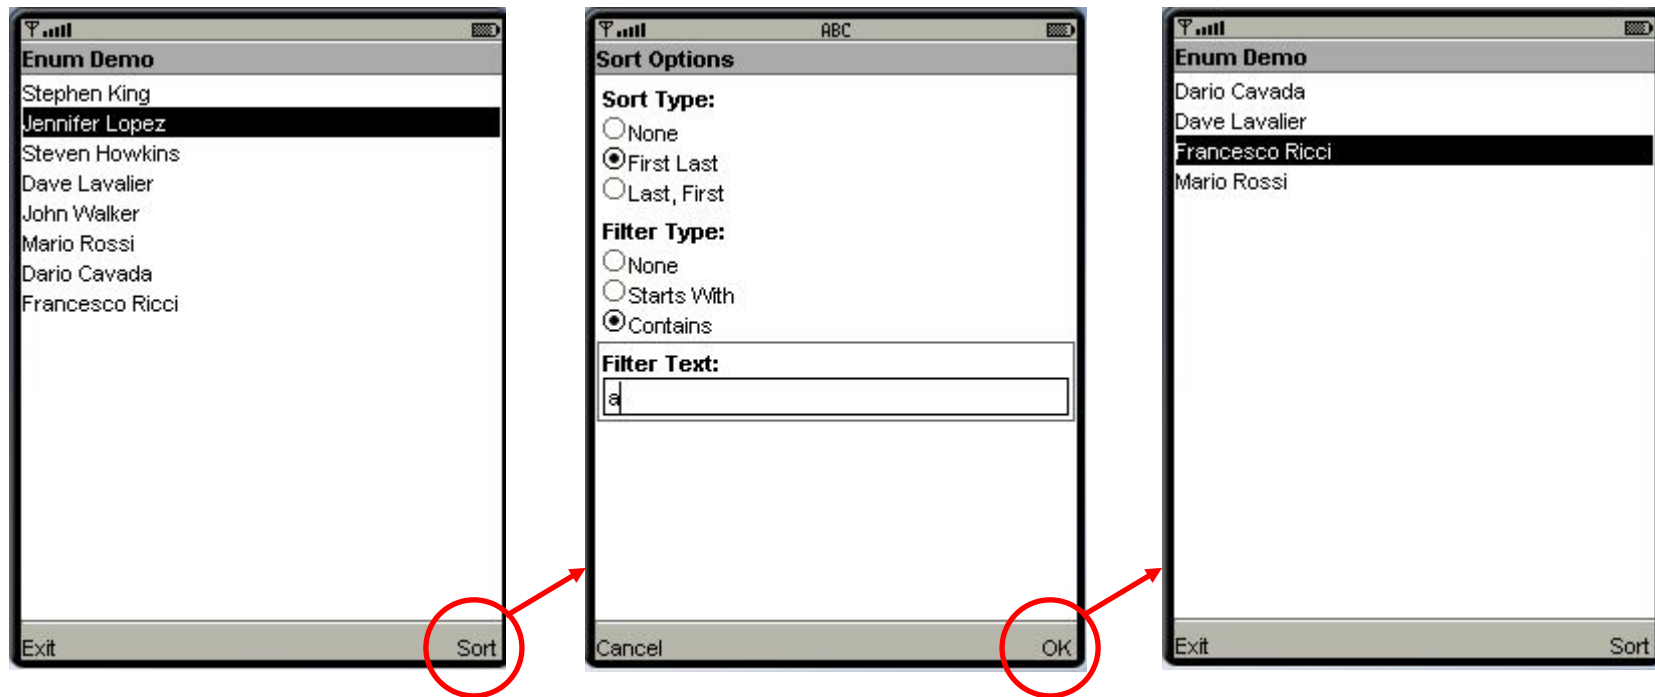 Enum Demo
Stephen King
Jennifer Lopez
Steven Howkins
Dave Lavalier
John Walker
Mario Rossi
Dario Cavada
Francesco Ricci
Exit Sort
ABC
Sort Options
Sort Type:
None
First Last
Last, First
Filter Type:
None
Starts With
Contains
Filter Text:
a
Cancel OK
Enum Demo
Dario Cavada
Dave Lavalier
Francesco Ricci
Mario Rossi
Exit Sort